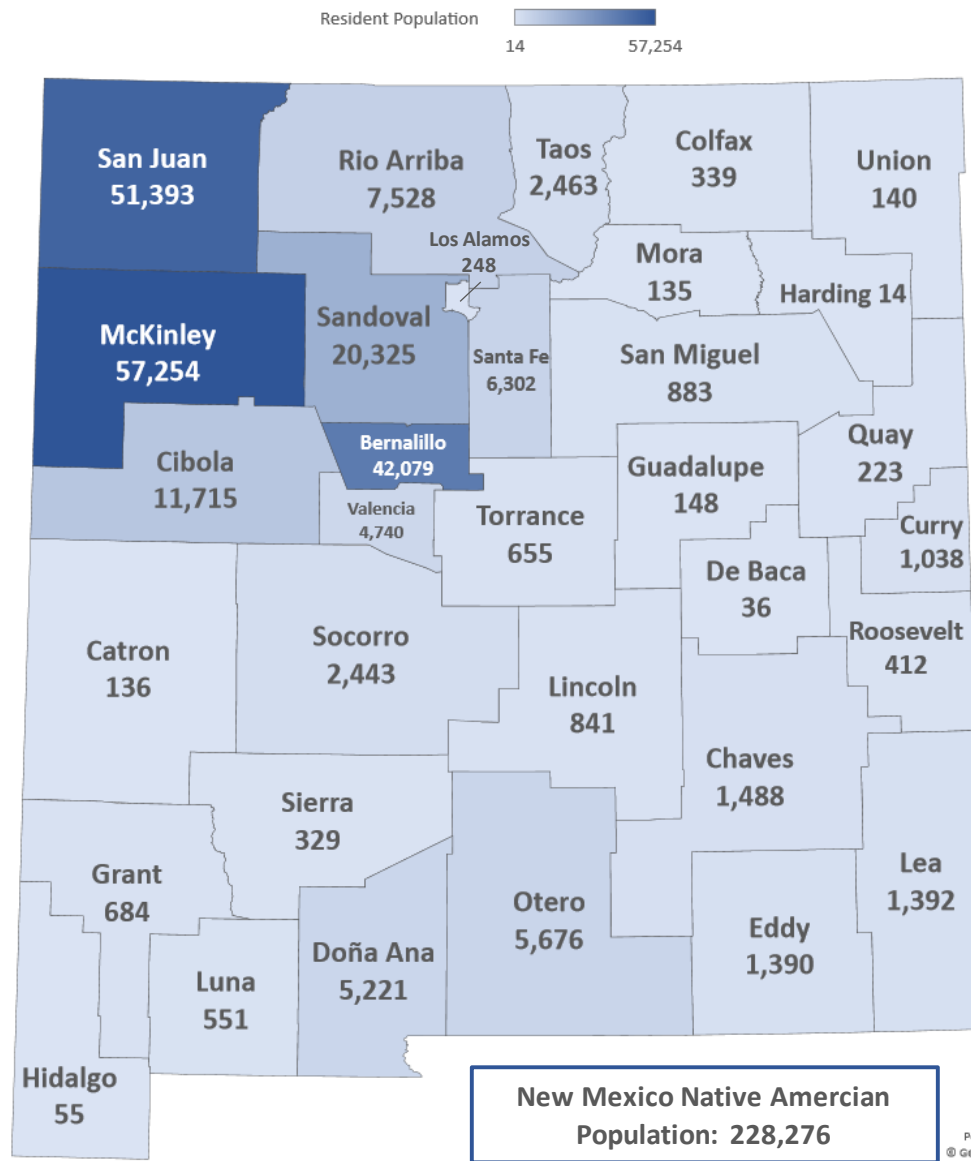 Resident Population
14
57,254
San Juan
51,393
Rio Arriba
7,528
Taos
2,463
Colfax
339
Union
140
Los Alamos
248
Mora
135
Harding 14
McKinley
57,254
Sandoval
20,325
Santa Fe
6,302
San Miguel
883
Quay
223
Bernalillo
42,079
Cibola
11,715
Valencia
4,740
Torrance
655
Guadalupe
148
Curry
1,038
De Baca
36
Roosevelt
412
Catron
136
Socorro
2,443
Lincoln
841
Chaves
1,488
Sierra
329
Grant
684
Lea
1,392
Otero
5,676
Eddy
1,390
Doña Ana
5,221
Luna
551
Hidalgo
55
New Mexico Native Amercian
Population: 228,276